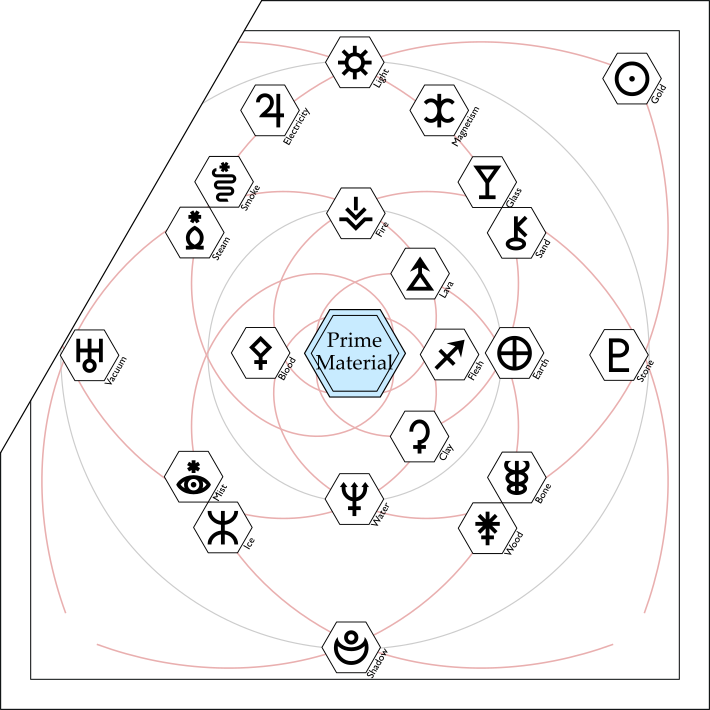 Light
Gold
Electricity
Magnetism
Smoke
Glass
Steam
Fire
Sand
Lava
Prime
Material
Vacuum
Blood
Flesh
Earth
Stone
Clay
Mist
Water
Bone
Ice
Wood
Shadow